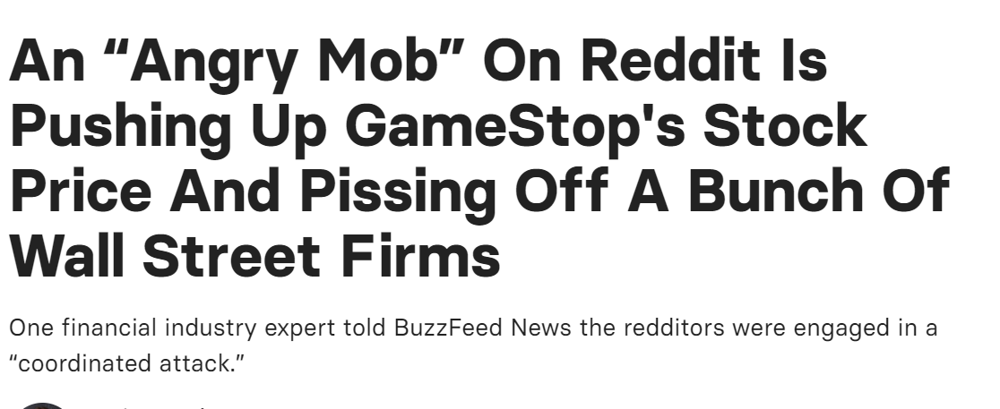 An “Angry Mob” On Reddit Is
Pushing Up GameStop's Stock
Price And Pissing Off A Bunch Of
Wall Street Firms
One financial industry expert told BuzzFeed News the redditors were engaged in a
“coordinated attack.”